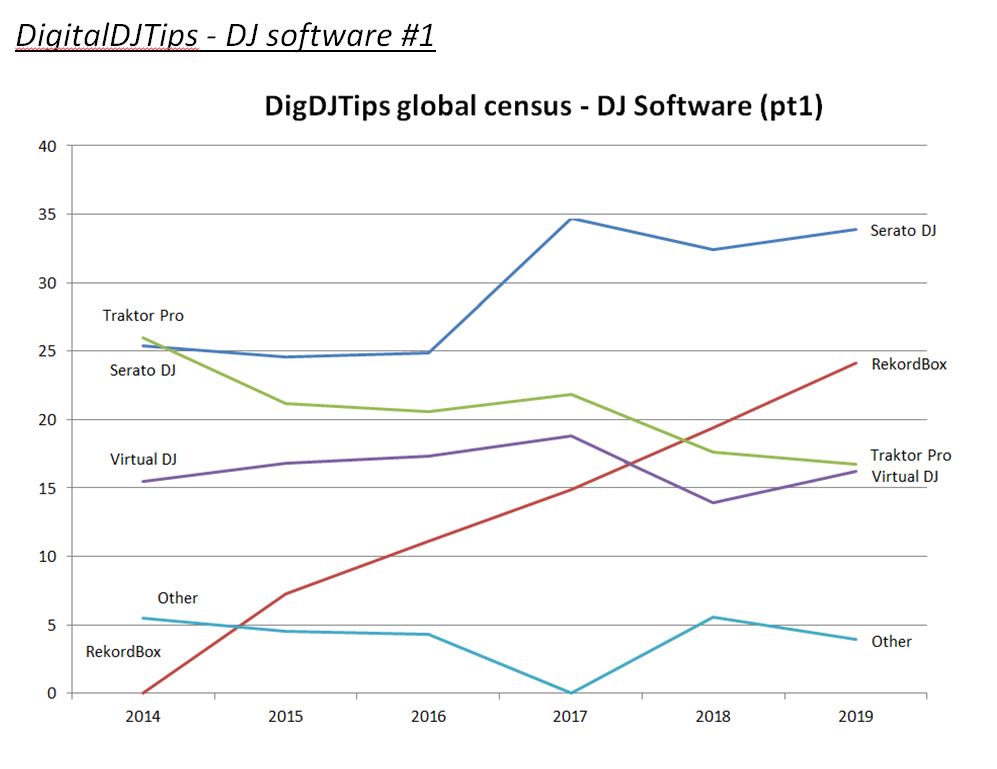 DigitalDJTips - DJ software #1
DigDJTips global census - DJ Software (pt1)
40
35
Serato DJ
30
Traktor Pro
25
Serato DJ
RekordBox
20
Virtual DJ
Traktor Pro
Virtual DJ
15
10
Other
5
RekordBox
Other
0
2014 2015 2016 2017 2018 2019